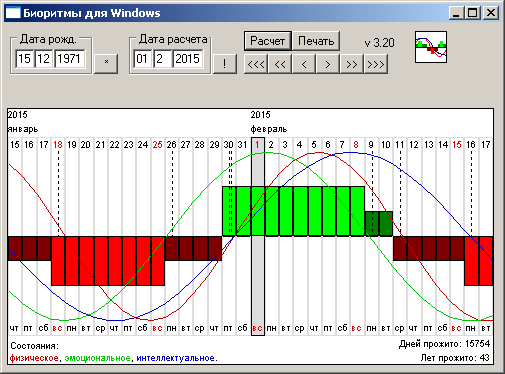 Биоритмы для Windows
Дата рожд. Дата расчета Расчет Печать v 3.20
15 12 1971 * 01 2 2015 ! <<< << < > >> >>>
2015 2015
январь февраль
15 16 17 18 19 20 21 22 23 24 25 26 27 28 29 30 31 1 2 3 4 5 6 7 8 9 10 11 12 13 14 15 16 17
чт пт сб вс пн вт ср чт пт сб вс пн вт ср чт пт сб вс пн вт ср чт пт сб вс пн вт ср чт пт сб вс пн вт
Состояния: Дней прожито: 15754
физическое, эмоциональное, интеллектуальное. Лет прожито: 43